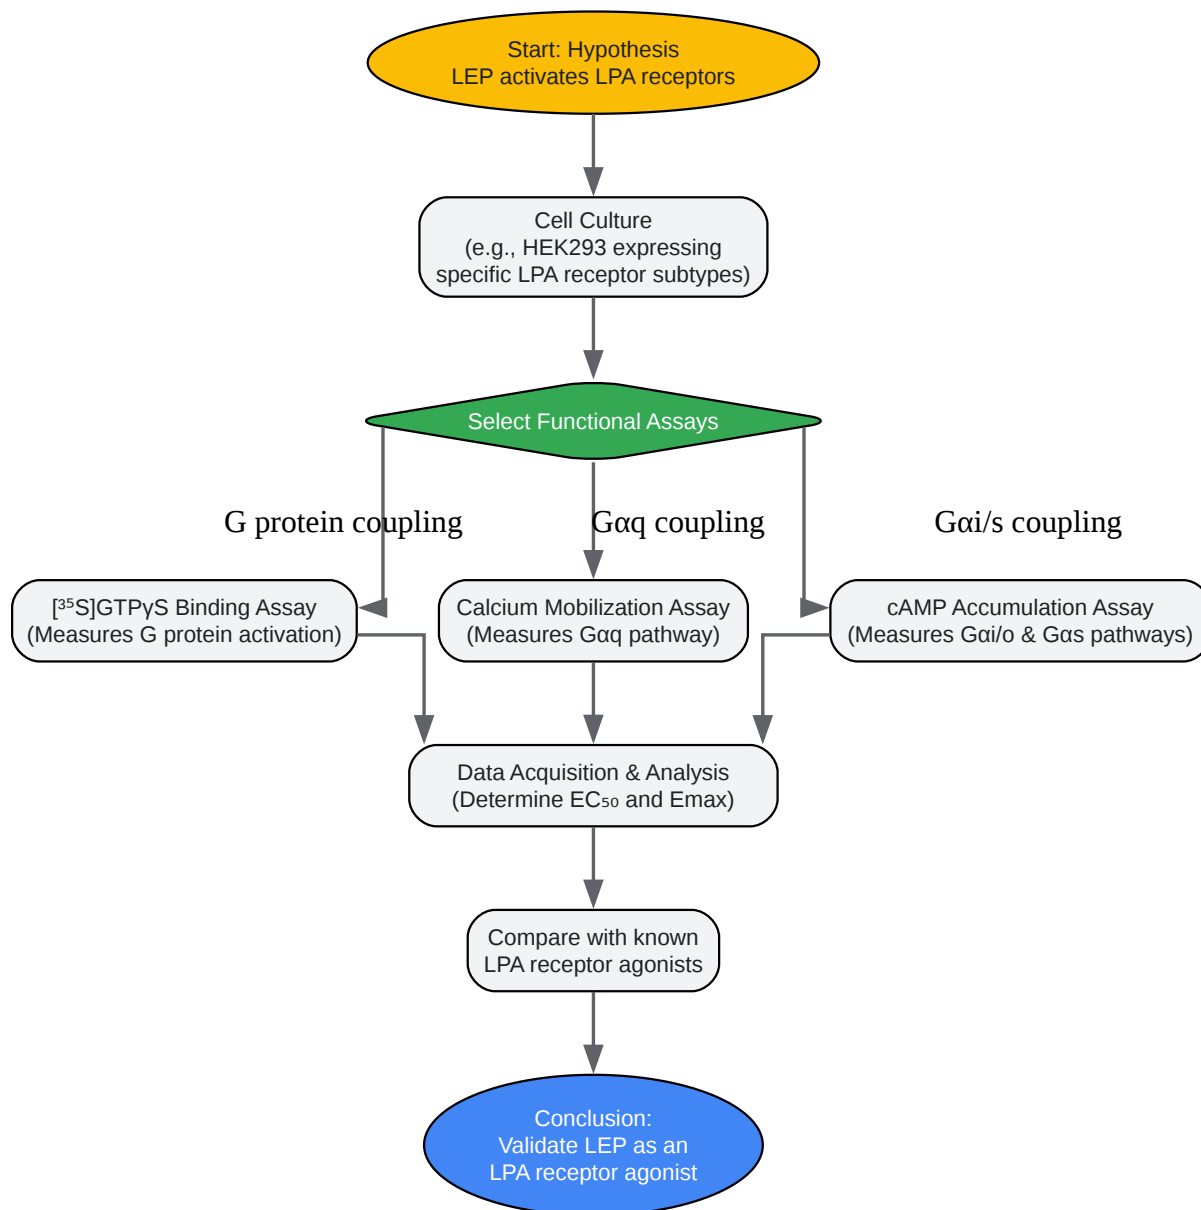 Start: Hypothesis
LEP activates LPA receptors
Cell Culture
(e.g., HEK293 expressing
specific LPA receptor subtypes)
Select Functional Assays
G protein coupling
Gαq coupling
Gαi/s coupling
[³⁵S]GTPγS Binding Assay
(Measures G protein activation)
Calcium Mobilization Assay
(Measures Gαq pathway)
cAMP Accumulation Assay
(Measures Gαi/o & Gαs pathways)
Data Acquisition & Analysis
(Determine EC₅₀ and Emax)
Compare with known
LPA receptor agonists
Conclusion:
Validate LEP as an
LPA receptor agonist